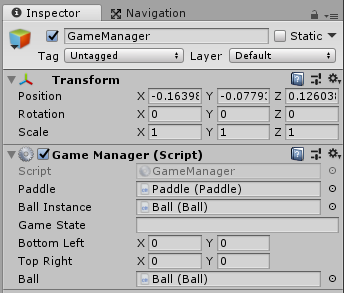 Inspector Navigation
GameManager Static
Tag Untagged Layer Default
Transform
Position X -0.16398 Y -0.07793 Z 0.126038
Rotation X 0 Y 0 Z 0
Scale X 1 Y 1 Z 1
Game Manager (Script)
Script GameManager
Paddle Paddle (Paddle)
Ball Instance Ball (Ball)
Game State
Bottom Left X 0 Y 0
Top Right X 0 Y 0
Ball Ball (Ball)